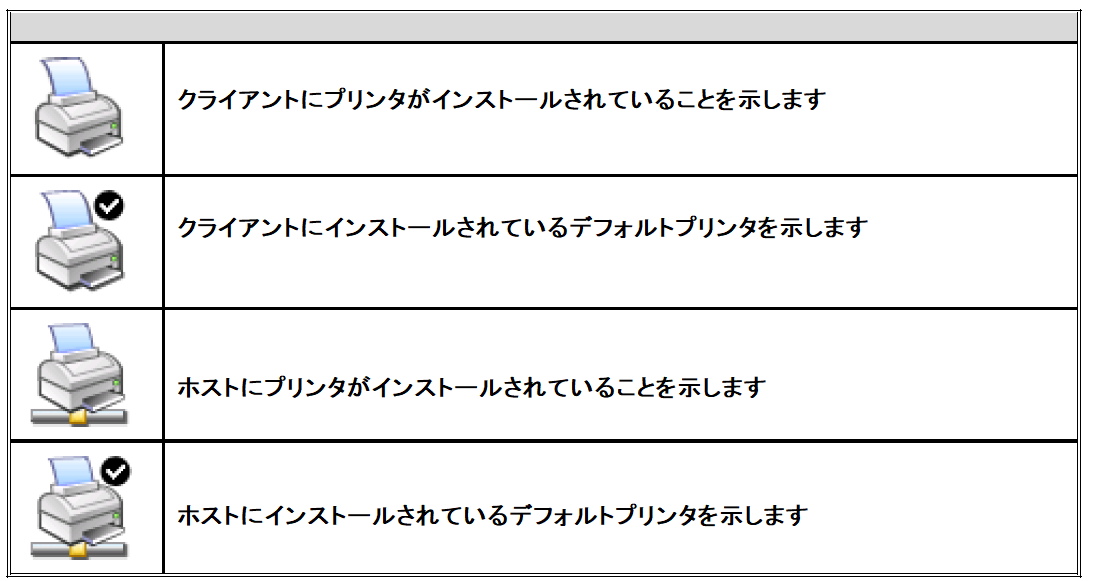 クライアントにプリンタがインストールされていることを示します
クライアントにインストールされているデフォルトプリンタを示します
ホストにプリンタがインストールされていることを示します
ホストにインストールされているデフォルトプリンタを示します